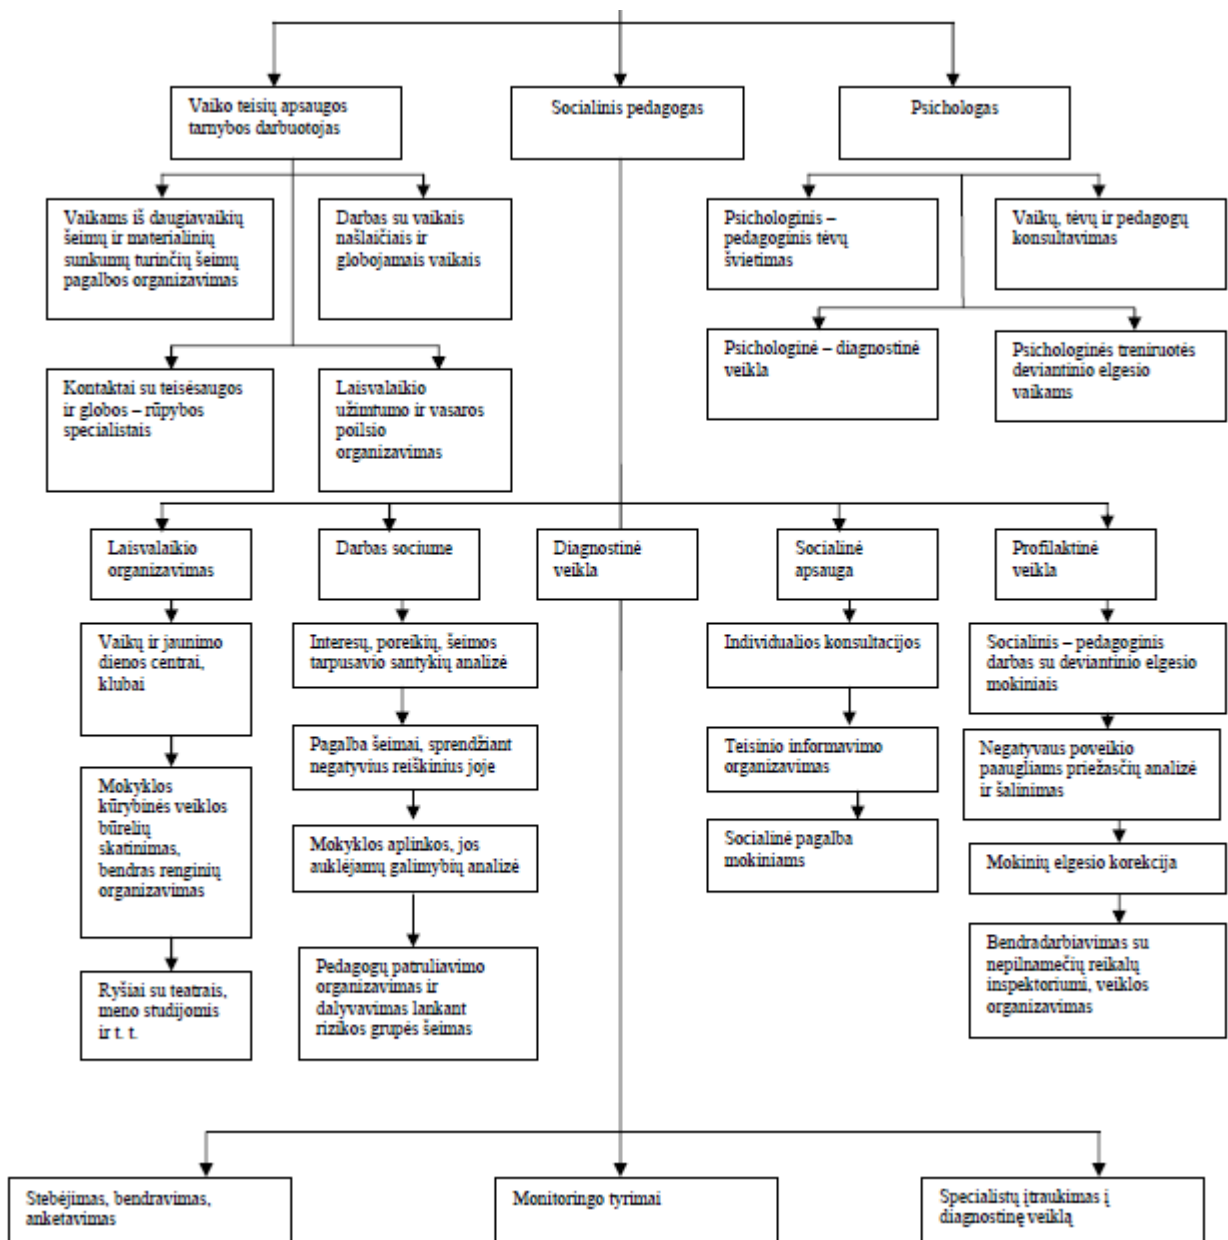 Vaiko teisių apsaugos
tarnybos darbuotojas
Socialinis pedagogas
Psichologas
Vaikams iš daugiavaikių
šeimų ir materialinių
sunkumų turinčių šeimų
pagalbos organizavimas
Darbas su vaikais
našlaičiais ir
globojamais vaikais
Psichologinis –
pedagoginis tėvų
švietimas
Vaikų, tėvų ir pedagogų
konsultavimas
Kontaktai su teisėsaugos
ir globos – rūpybos
specialistais
Laisvalaikio
užimtumo ir vasaros
poilsio
organizavimas
Psichologinė – diagnostinė
veikla
Psichologinės treniruotės
deviantinio elgesio
vaikams
Laisvalaikio
organizavimas
Darbas sociume
Diagnostinė
veikla
Socialinė
apsauga
Profilaktinė
veikla
Vaikų ir jaunimo
dienos centrai,
klubai
Mokyklos
kūrybinės veiklos
būrelių
skatinimas,
bendras renginių
organizavimas
Ryšiai su teatrais,
meno studijomis
ir t. t.
Interesų, poreikių, šeimos
tarpusavio santykių analizė
Pagalba šeimai, sprendžiant
negatyvius reiškinius joje
Mokyklos aplinkos, jos
auklėjamų galimybių analizė
Pedagogų patruliavimo
organizavimas ir
dalyvavimas lankant
rizikos grupės šeimas
Individualios konsultacijos
Teisinio informavimo
organizavimas
Socialinė pagalba
mokiniams
Socialinis – pedagoginis
darbas su deviantinio elgesio
mokiniais
Negatyvaus poveikio
paaugliams priežasčių analizė
ir šalinimas
Mokinių elgesio korekcija
Bendradarbiavimas su
nepilnamečių reikalų
inspektoriumi, veiklos
organizavimas
Stebėjimas, bendravimas,
anketavimas
Monitoringo tyrimai
Specialistų įtraukimas į
diagnostinę veiklą